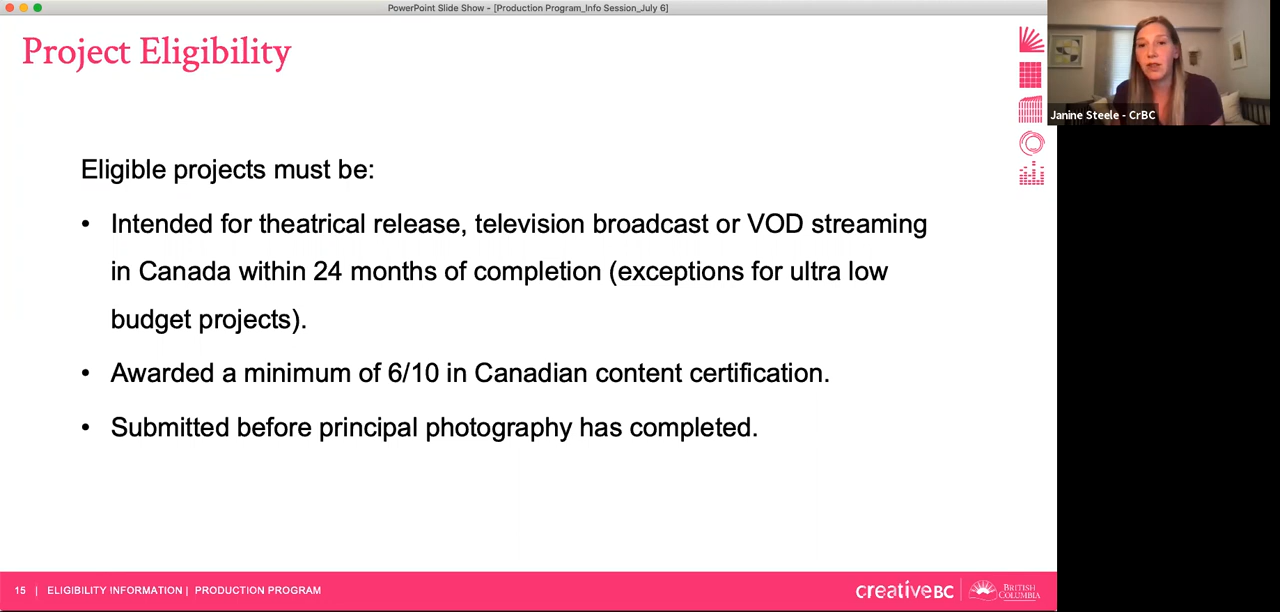 PowerPoint Slide Show - [Production Program_Info Session_July 6]
Project Eligibility
Janine Steele - CrBC
Eligible projects must be:
• Intended for theatrical release, television broadcast or VOD streaming
in Canada within 24 months of completion (exceptions for ultra low
budget projects).
• Awarded a minimum of 6/10 in Canadian content certification.
• Submitted before principal photography has completed.
15 | ELIGIBILITY INFORMATION | PRODUCTION PROGRAM
creativeBC
BRITISH
COLUMBIA